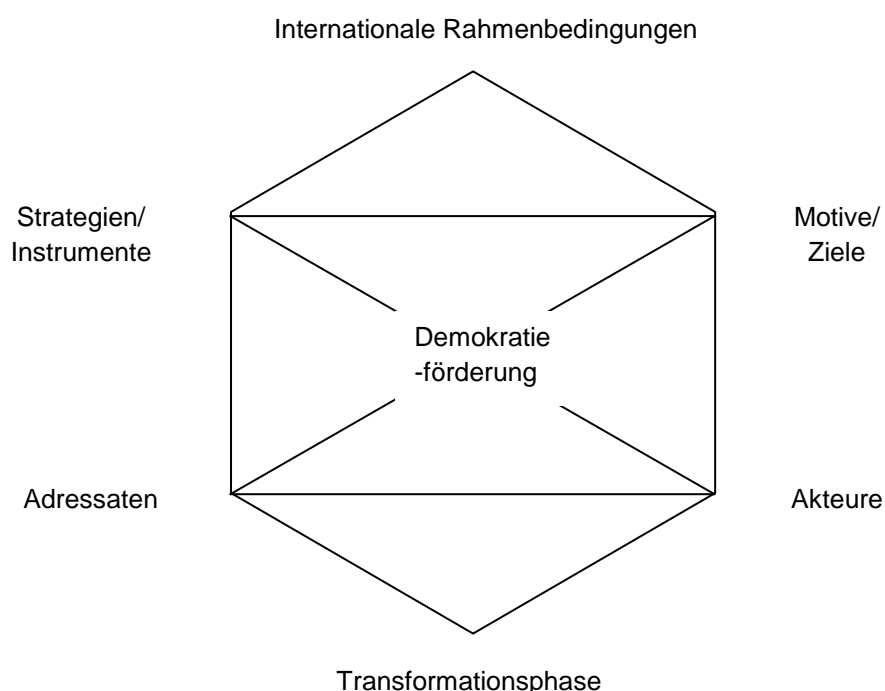 Internationale Rahmenbedingungen
Strategien/
Instrumente
Motive/
Ziele
Demokratie
-förderung
Adressaten
Akteure
Transformationsphase